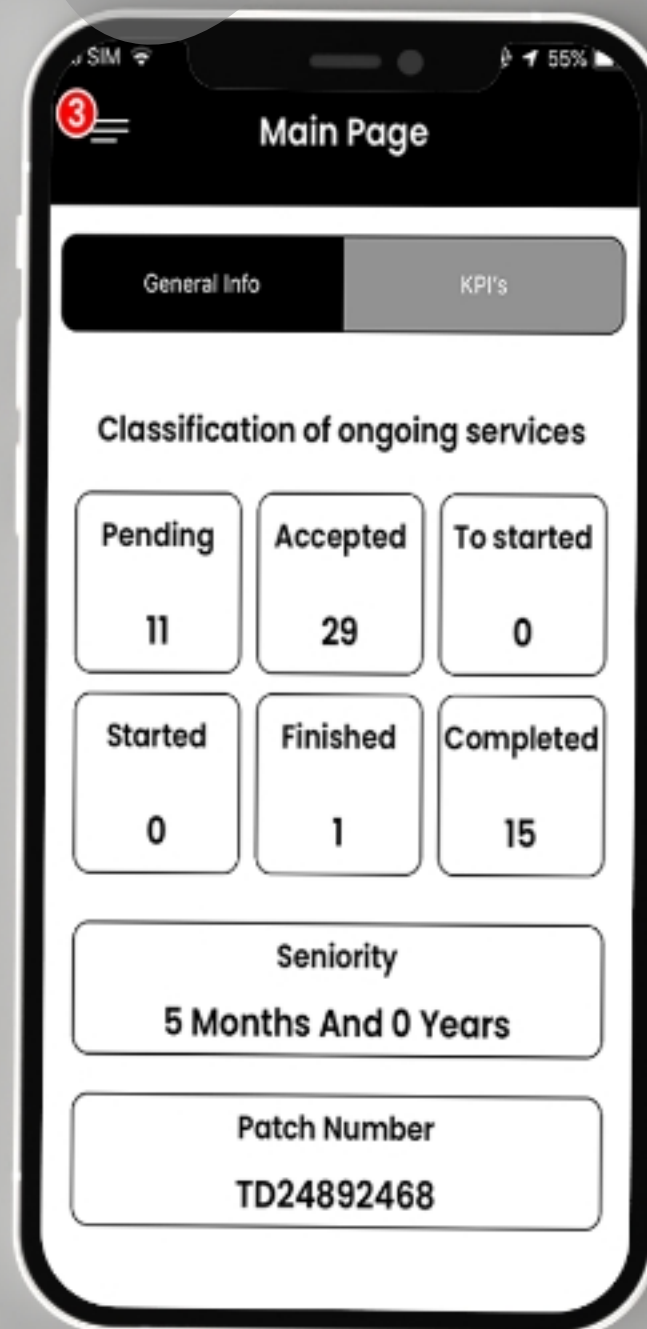 SIM
55%
3
Main Page
General Info
KPI's
Classification of ongoing services
Pending
Accepted
To started
11
29
0
Started
Finished
Completed
0
1
15
Seniority
5 Months And 0 Years
Patch Number
TD24892468